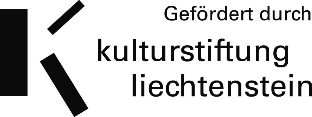 Gefördert durch
kulturstiftung
liechtenstein